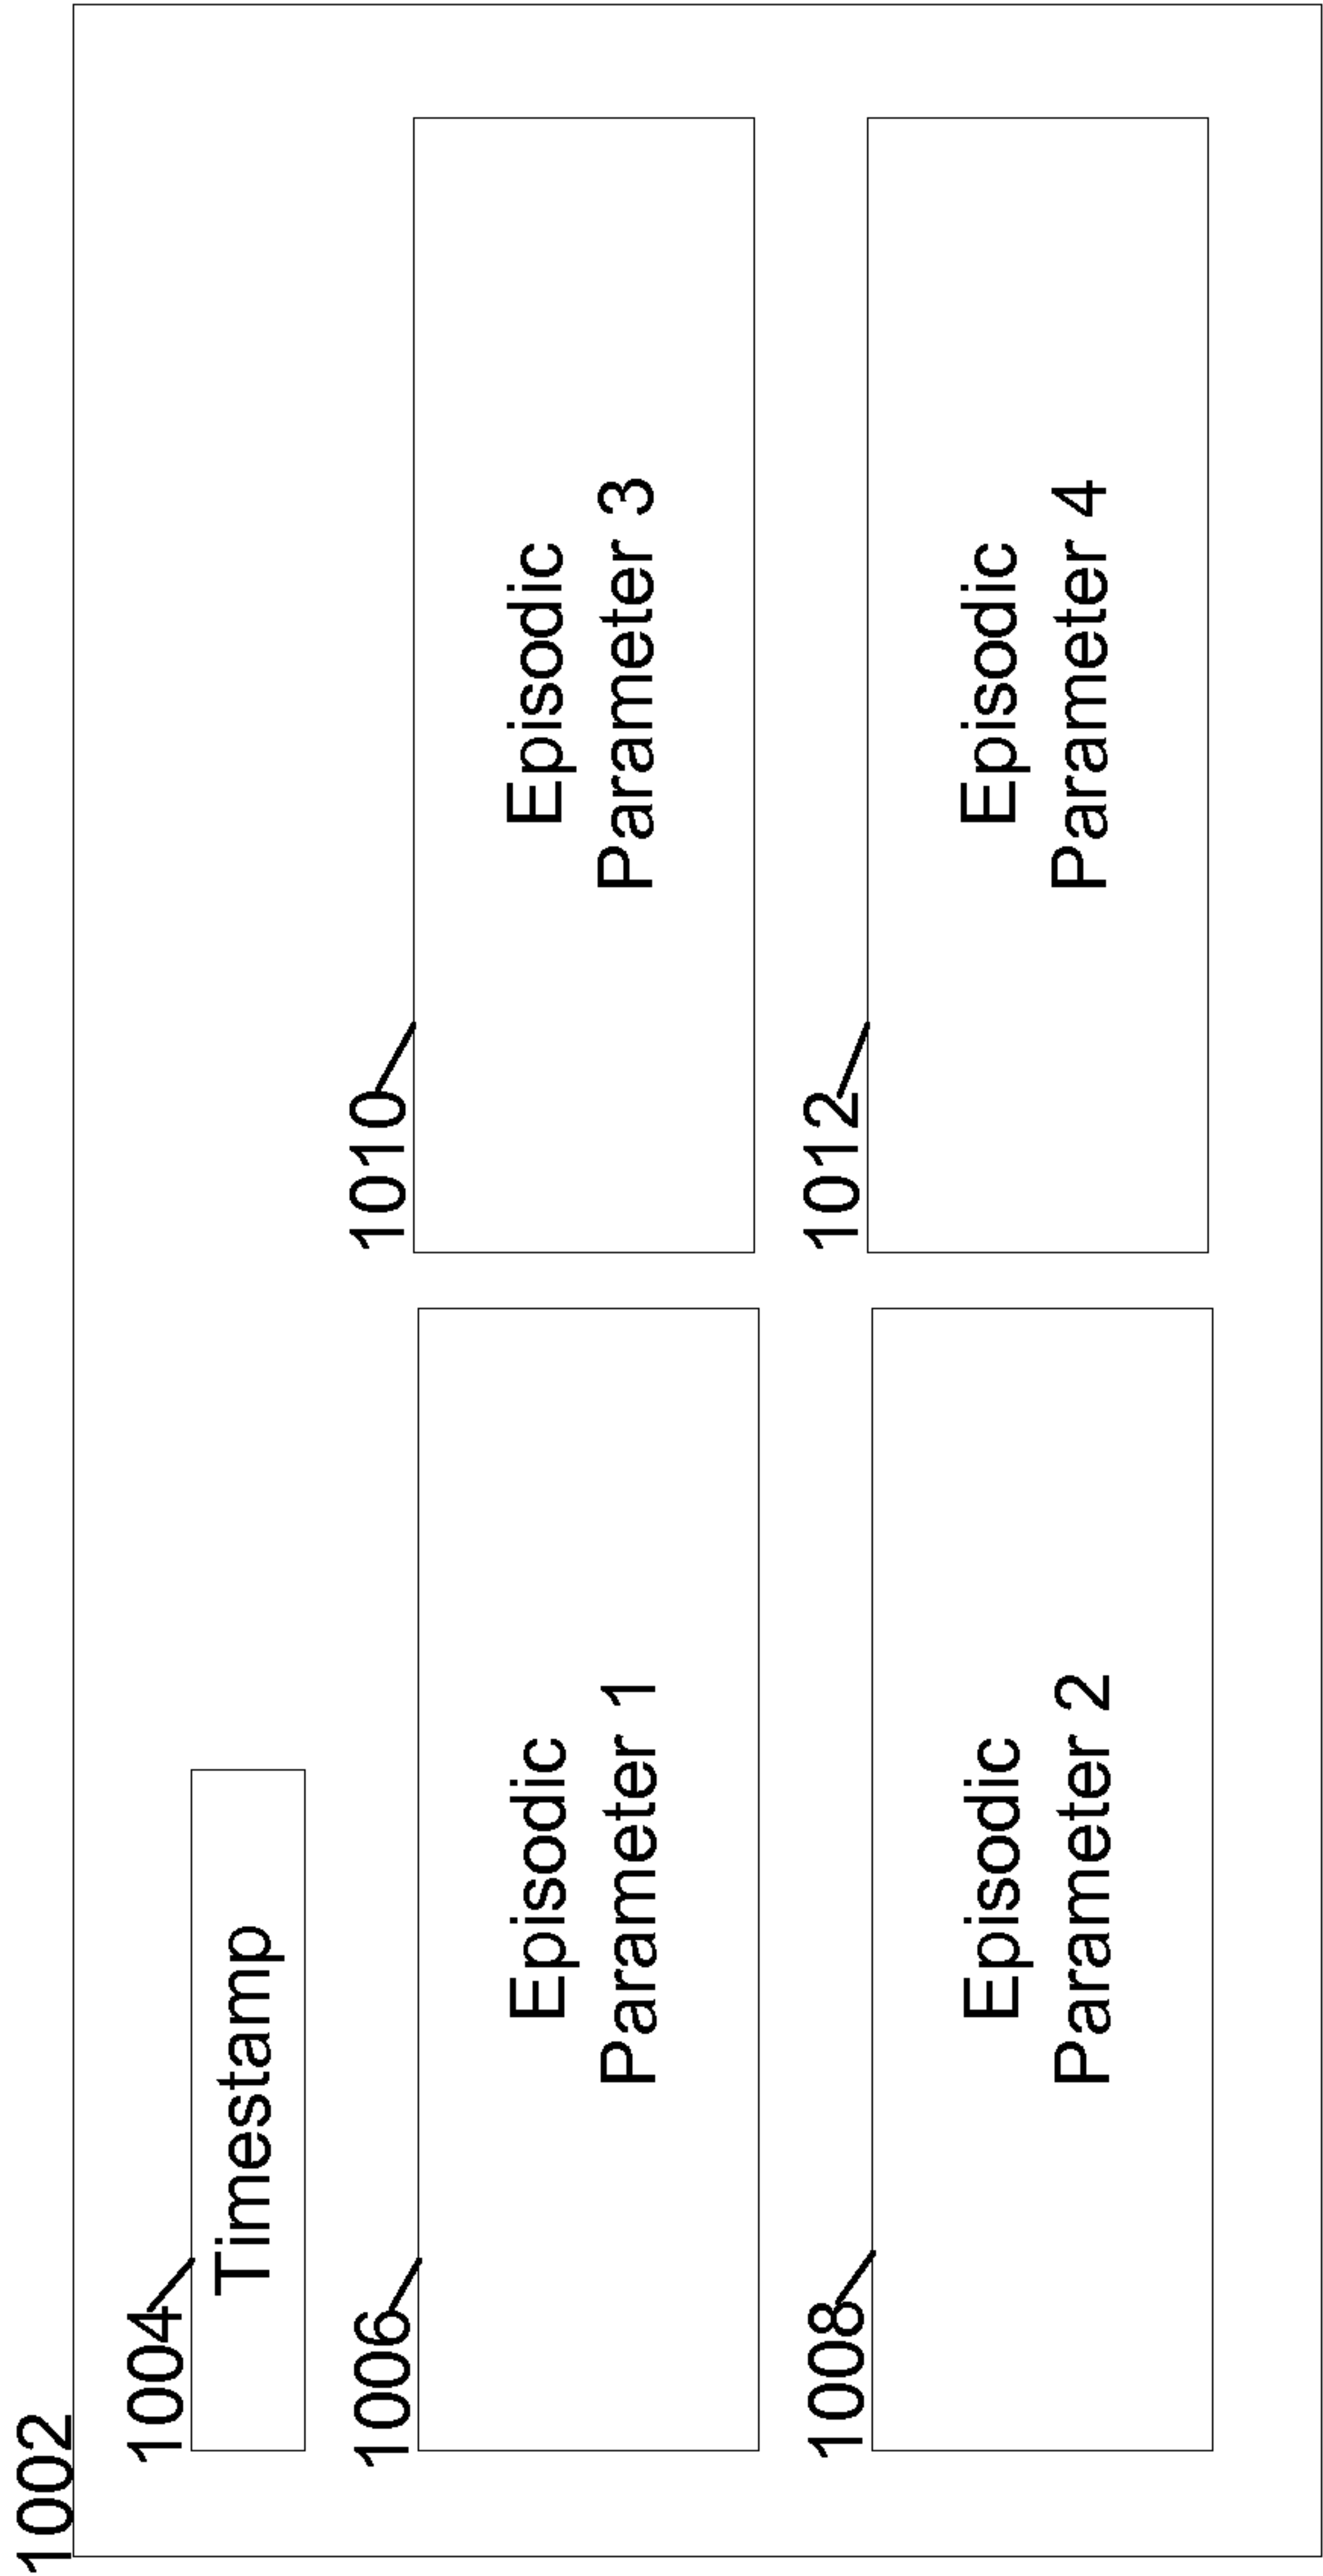 1002
1004
Timestamp
1006
Episodic
Parameter 1
1008
Episodic
Parameter 2
1010
Episodic
Parameter 3
1012
Episodic
Parameter 4